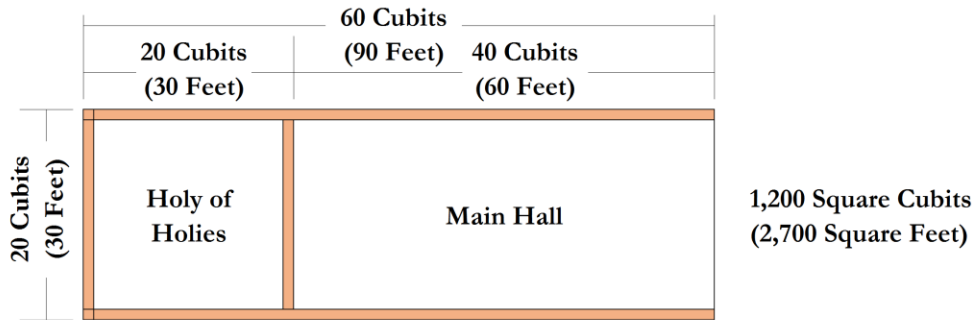 60 Cubits
(90 Feet)
20 Cubits
(30 Feet)
40 Cubits
(60 Feet)
20 Cubits
(30 Feet)
Holy of
Holies
Main Hall
1,200 Square Cubits
(2,700 Square Feet)